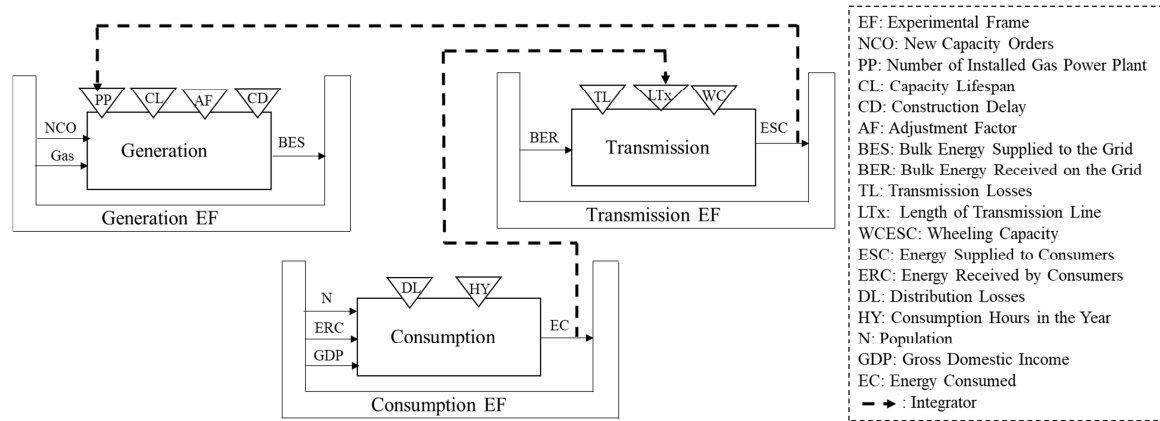 PP
CL
AF
CD
NCO
Gas
Generation
BES
Generation EF
TL
LTx
WC
BER
Transmission
ESC
Transmission EF
DL
HY
N
ERC
GDP
Consumption
EC
Consumption EF
EF: Experimental Frame
NCO: New Capacity Orders
PP: Number of Installed Gas Power Plant
CL: Capacity Lifespan
CD: Construction Delay
AF: Adjustment Factor
BES: Bulk Energy Supplied to the Grid
BER: Bulk Energy Received on the Grid
TL: Transmission Losses
LTx: Length of Transmission Line
WCESC: Wheeling Capacity
ESC: Energy Supplied to Consumers
ERC: Energy Received by Consumers
DL: Distribution Losses
HY: Consumption Hours in the Year
N: Population
GDP: Gross Domestic Income
EC: Energy Consumed
: Integrator